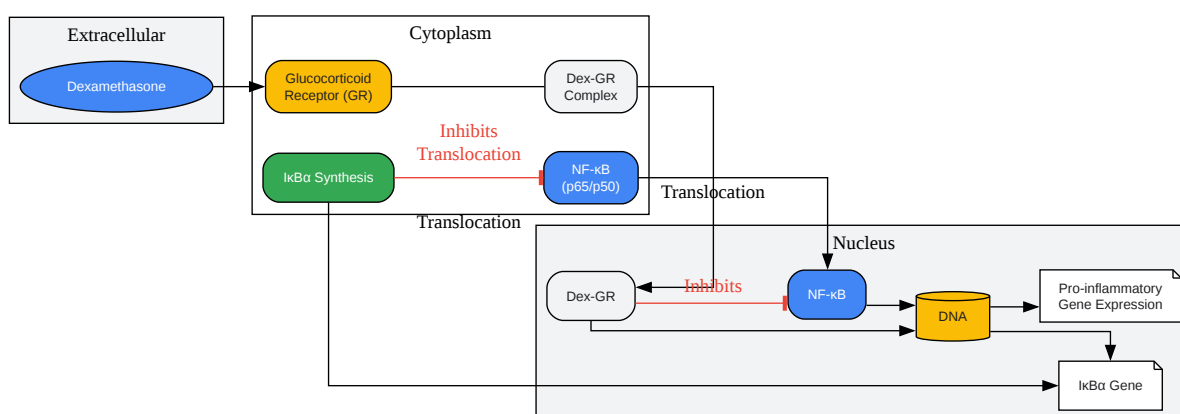 Extracellular
Cytoplasm
Dexamethasone
Glucocorticoid
Receptor (GR)
Dex-GR
Complex
Inhibits
Translocation
IκBα Synthesis
NF-κB
(p65/p50)
Translocation
Translocation
Nucleus
Dex-GR
Inhibits
NF-κB
DNA
Pro-inflammatory
Gene Expression
IκBα Gene